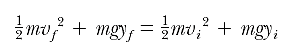 ½mv_f² + mgy_f = ½mv_i² + mgy_i